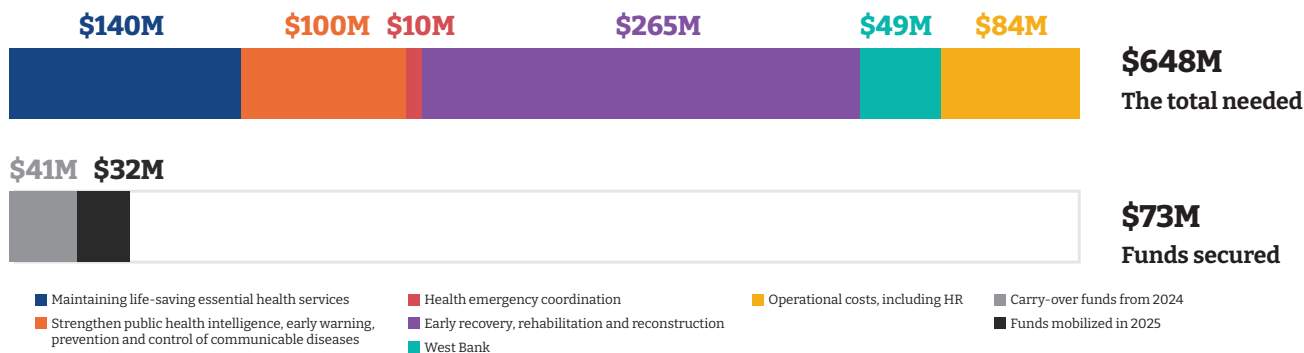 $140M $100M $10M $265M $49M $84M
$648M
The total needed
$41M $32M
$73M
Funds secured
Maintaining life-saving essential health services
Strengthen public health intelligence, early warning,
prevention and control of communicable diseases
Health emergency coordination
Early recovery, rehabilitation and reconstruction
West Bank
Operational costs, including HR
Carry-over funds from 2024
Funds mobilized in 2025